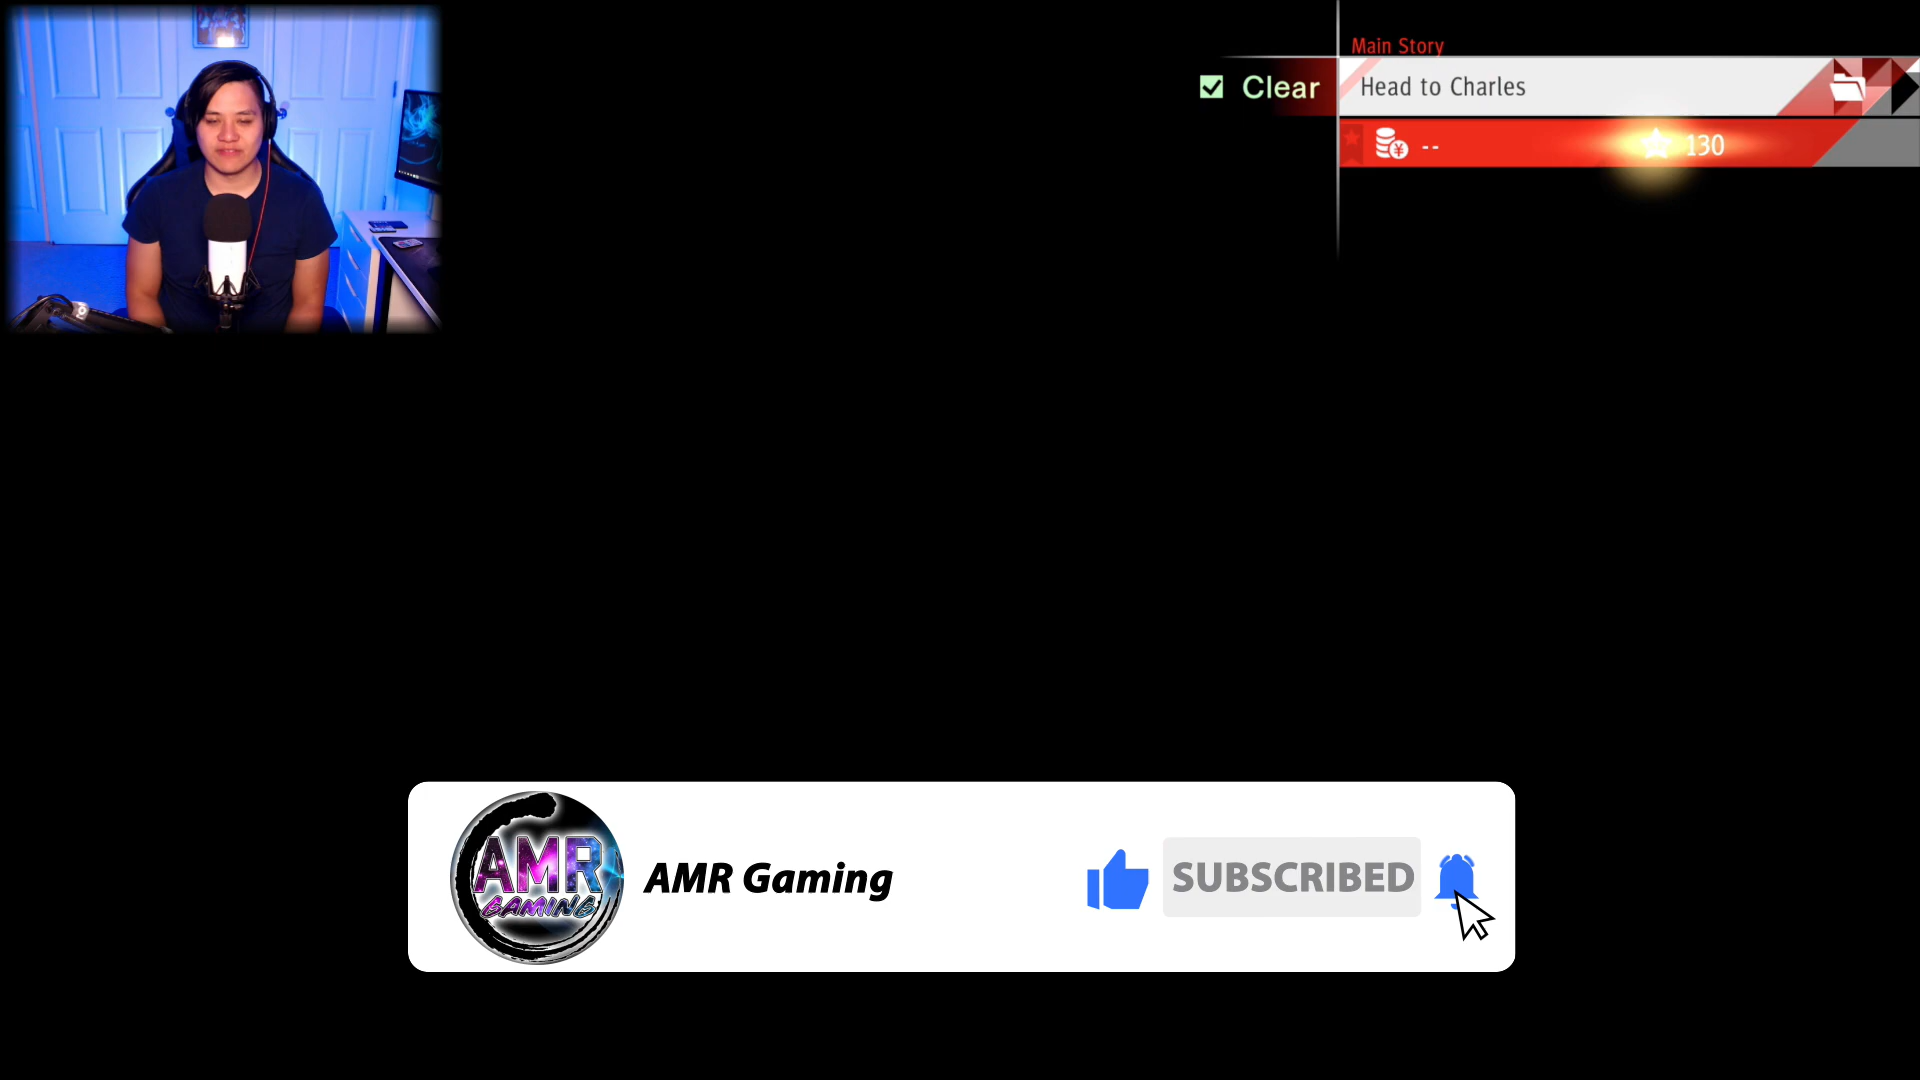 Main Story
Clear
Head to Charles
--
130
AMR
GAMING
AMR Gaming
SUBSCRIBED